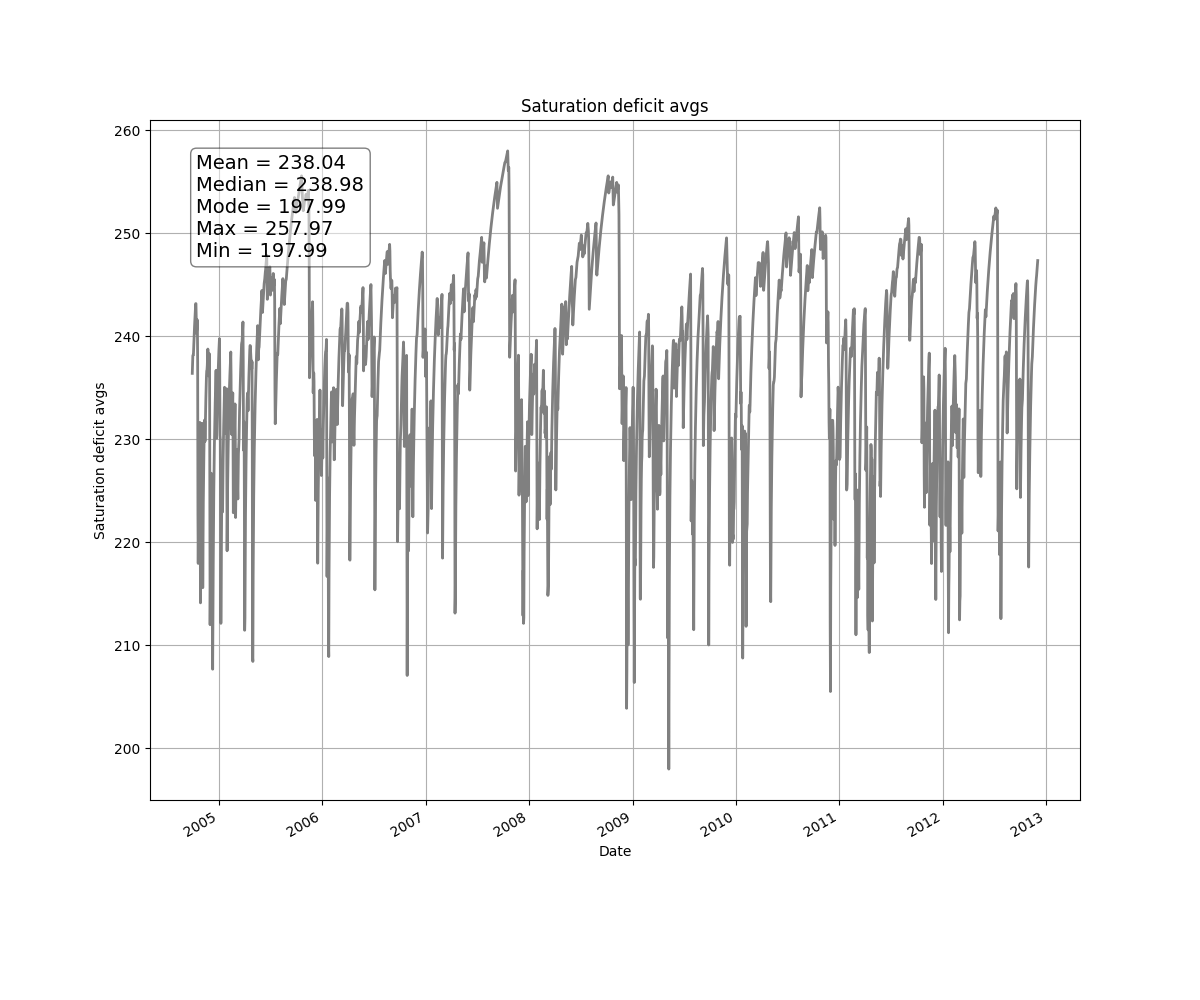 Saturation deficit avgs
260
250
240
230
220
210
200
Saturation deficit avgs
Mean = 238.04
Median = 238.98
Mode = 197.99
Max = 257.97
Min = 197.99
2005
2006
2007
2008
2009
2010
2011
2012
2013
Date